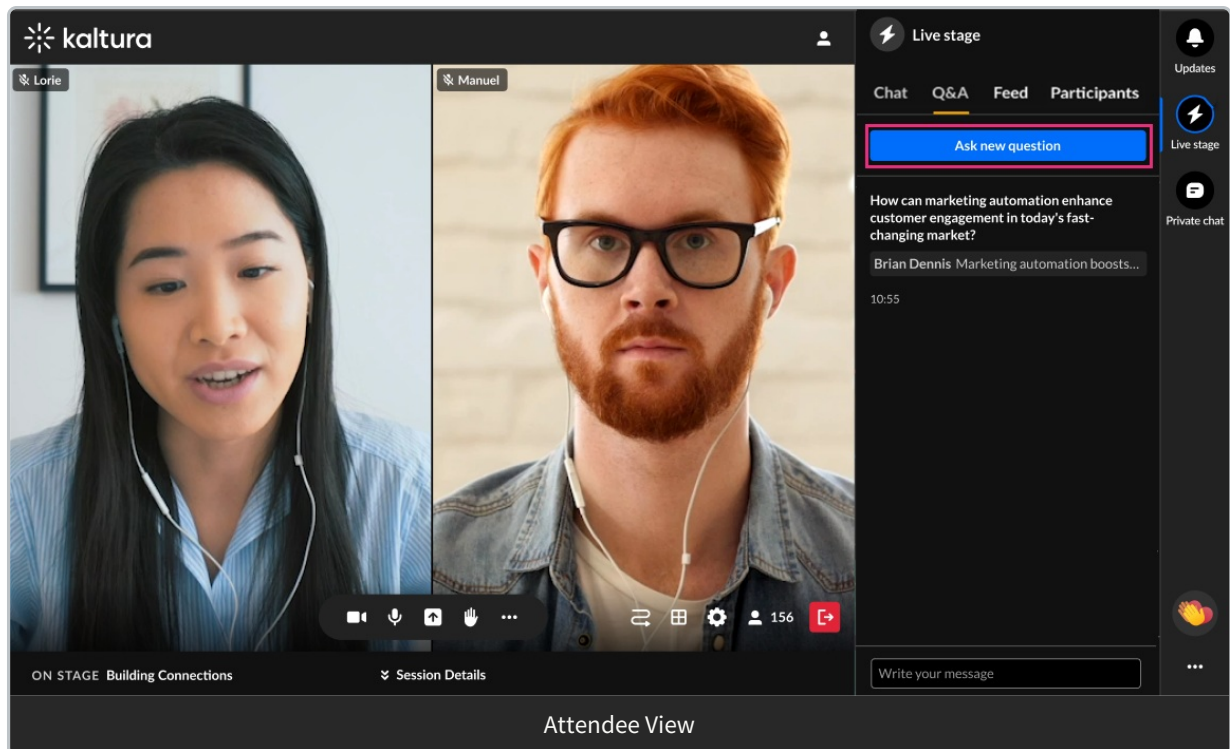 kaltura
Lorie
Manuel
ON STAGE Building Connections
Session Details
156
Live stage
Chat Q&A Feed Participants
Ask new question
How can marketing automation enhance
customer engagement in today's fast-
changing market?
Brian Dennis Marketing automation boosts...
10:55
Write your message
Updates
Live stage
Private chat
Attendee View